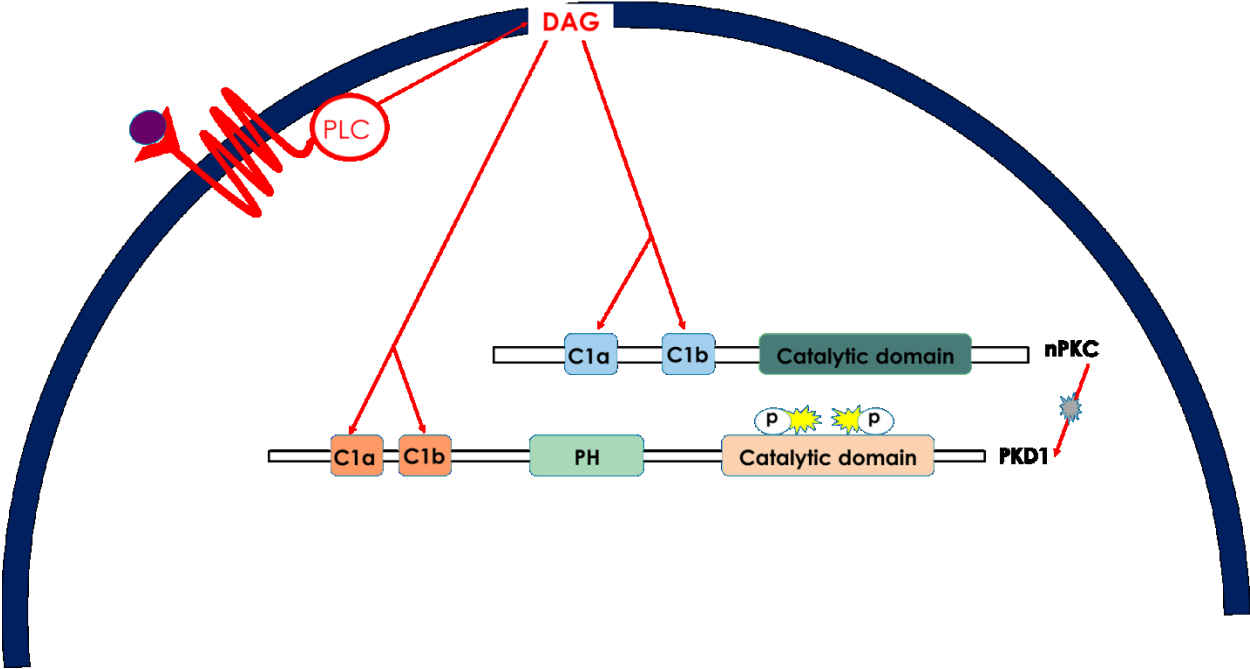 DAG
PLC
C1a
C1b
Catalytic domain
nPKC
p
p
C1a
C1b
PH
Catalytic domain
PKD1